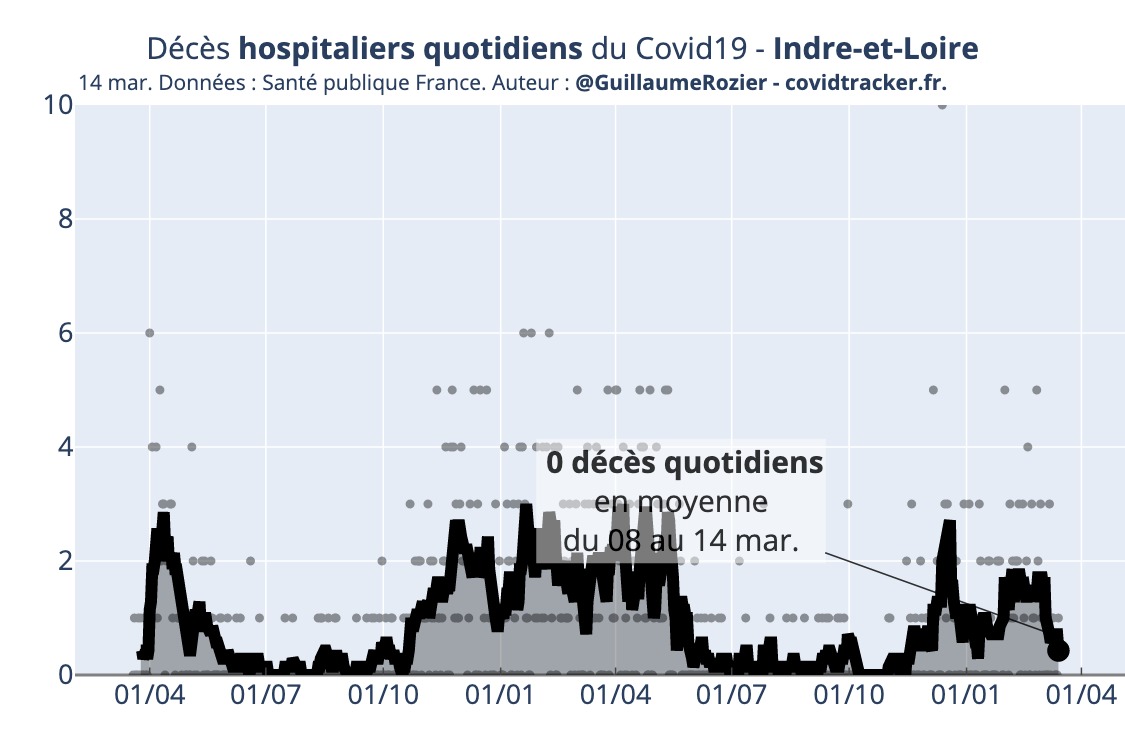 Décès hospitaliers quotidiens du Covid19 - Indre-et-Loire
14 mar. Données : Santé publique France. Auteur : @GuillaumeRozier - covidtracker.fr.
10
8
6
4
2
0
0 décès quotidiens
en moyenne
du 08 au 14 mar.
01/04 01/07 01/10 01/01 01/04 01/07 01/10 01/01 01/04